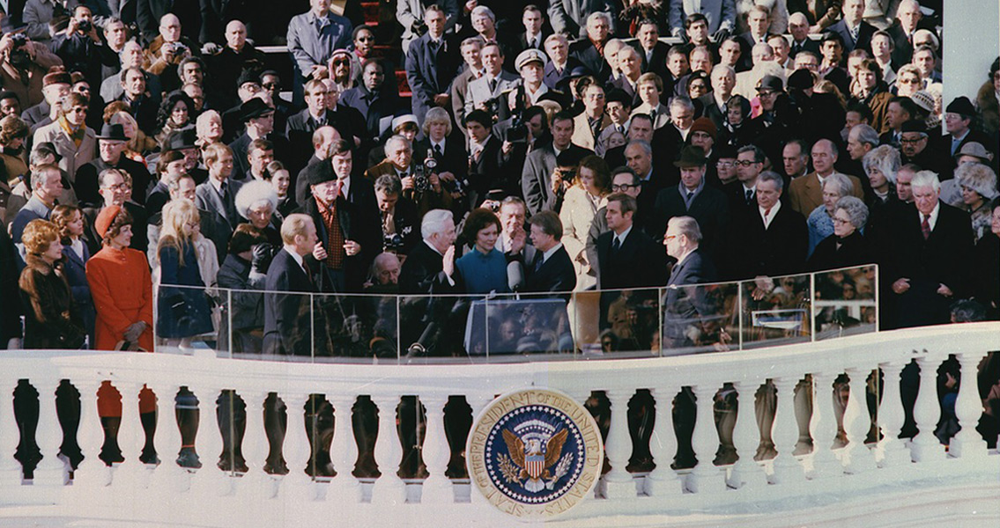 SEAL OF THE PRESIDENT OF THE UNITED STATES